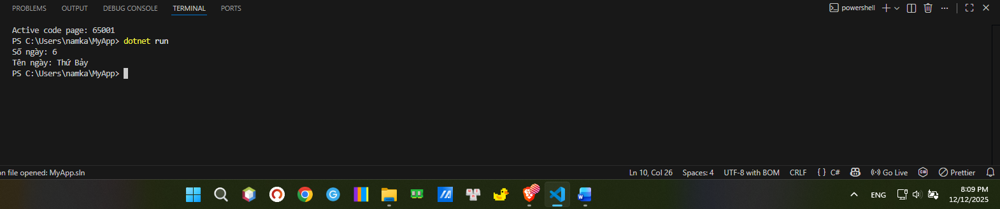 PROBLEMS OUTPUT DEBUG CONSOLE TERMINAL PORTS powershell
Active code page: 65001
PS C:\Users\namka\MyApp> dotnet run
Số ngày: 6
Tên ngày: Thứ Bảy
PS C:\Users\namka\MyApp>
on file opened: MyApp.sln Ln 10, Col 26 Spaces: 4 UTF-8 with BOM CRLF { } C# Go Live Prettier
ENG 8:09 PM
12/12/2025